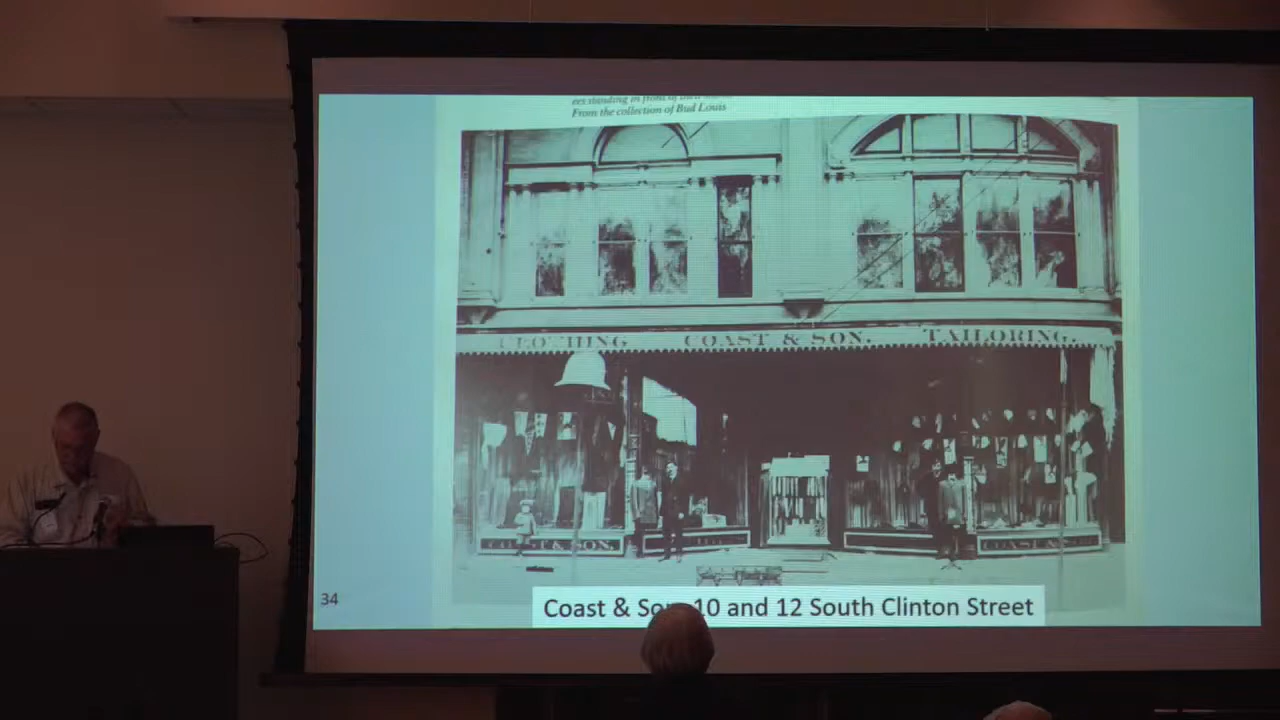 From the collection of Bud Louis
CLOTHING COAST & SON. TAILORING.
COAST & SON.
COAST &
34
Coast & So 10 and 12 South Clinton Street